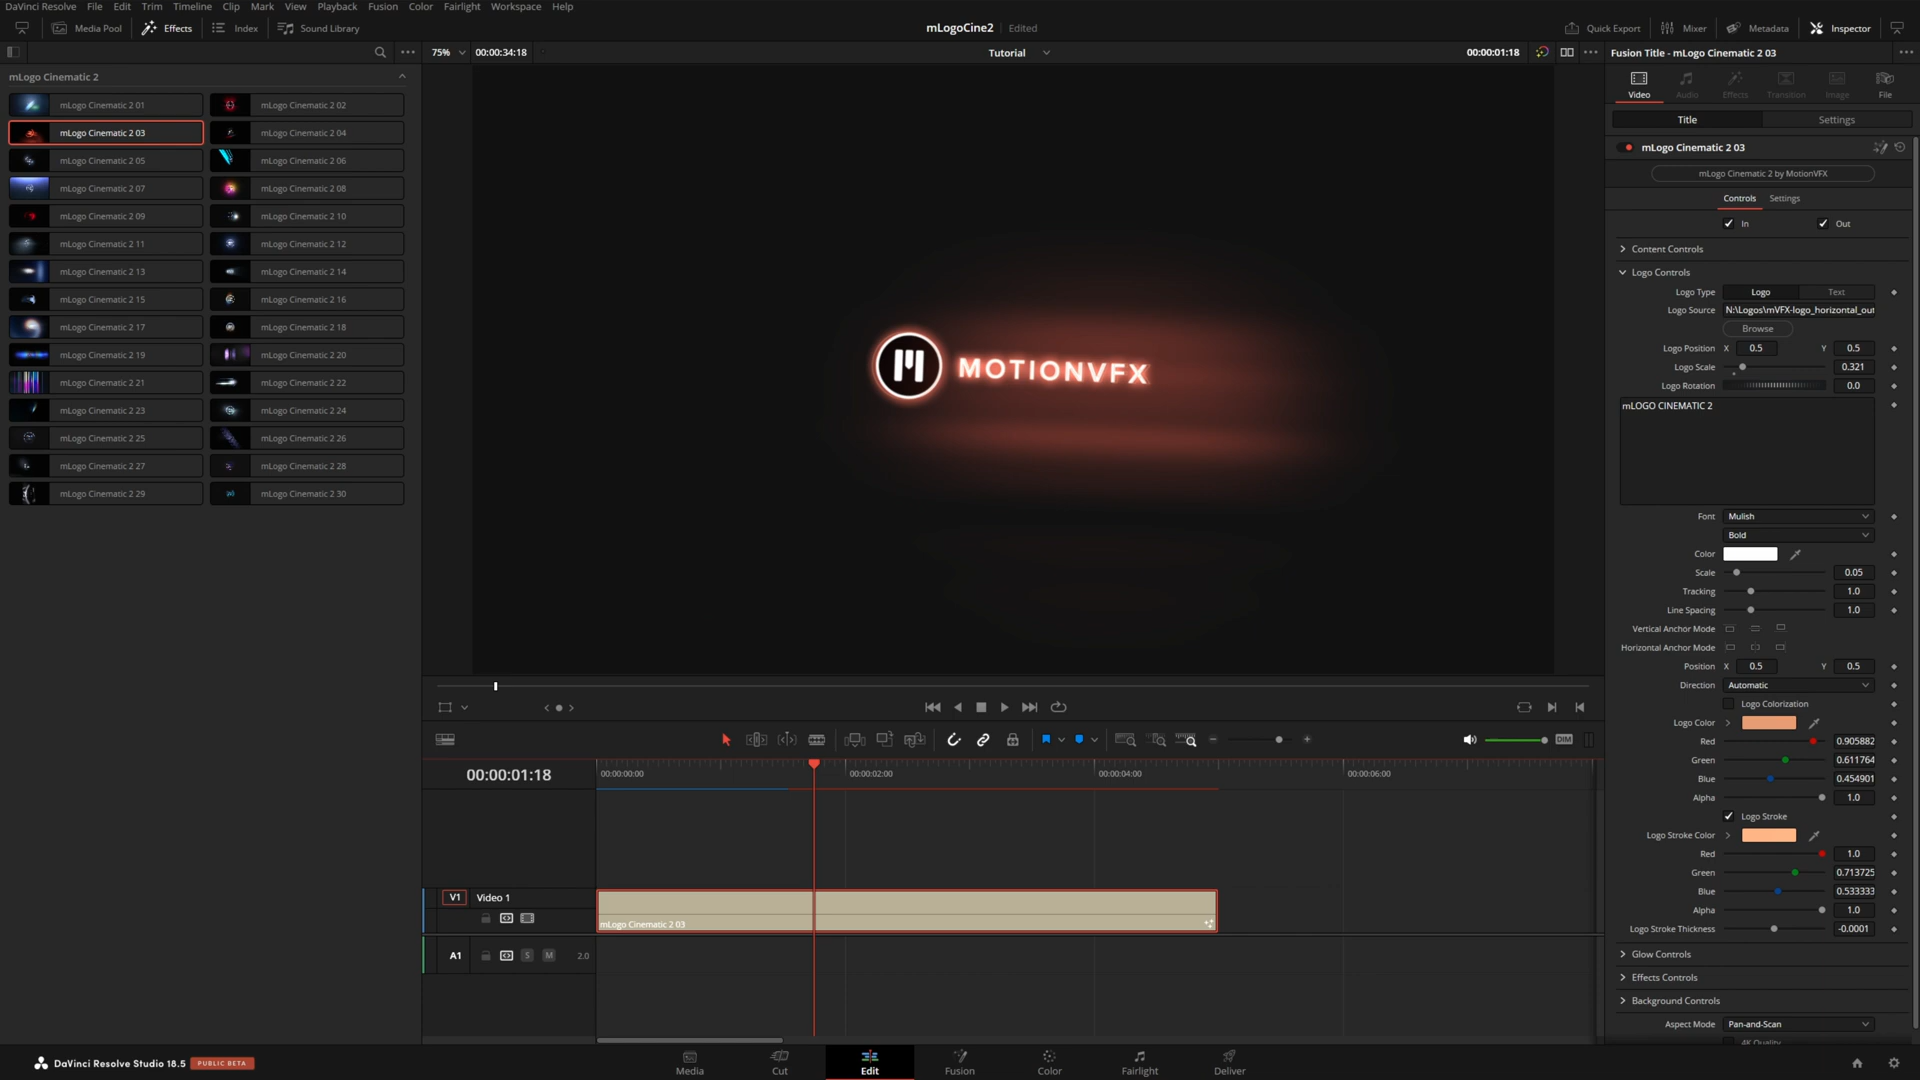 DaVinci Resolve File Edit Trim Timeline Clip Mark View Playback Fusion Color Fairlight Workspace Help
Media Pool Effects Index Sound Library
mLogoCine2 Edited
Quick Export Mixer Metadata Inspector
75% 00:00:34:18
Tutorial
00:00:01:18
Fusion Title - mLogo Cinematic 2 03
mLogo Cinematic 2
mLogo Cinematic 2 01 mLogo Cinematic 2 02
mLogo Cinematic 2 03 mLogo Cinematic 2 04
mLogo Cinematic 2 05 mLogo Cinematic 2 06
mLogo Cinematic 2 07 mLogo Cinematic 2 08
mLogo Cinematic 2 09 mLogo Cinematic 2 10
mLogo Cinematic 2 11 mLogo Cinematic 2 12
mLogo Cinematic 2 13 mLogo Cinematic 2 14
mLogo Cinematic 2 15 mLogo Cinematic 2 16
mLogo Cinematic 2 17 mLogo Cinematic 2 18
mLogo Cinematic 2 19 mLogo Cinematic 2 20
mLogo Cinematic 2 21 mLogo Cinematic 2 22
mLogo Cinematic 2 23 mLogo Cinematic 2 24
mLogo Cinematic 2 25 mLogo Cinematic 2 26
mLogo Cinematic 2 27 mLogo Cinematic 2 28
mLogo Cinematic 2 29 mLogo Cinematic 2 30
MOTIONVFX
Video Audio Effects Transition Image File
Title Settings
mLogo Cinematic 2 03
mLogo Cinematic 2 by MotionVFX
Controls Settings
In Out
Content Controls
Logo Controls
Logo Type Logo Text
Logo Source N:\Logos\mVFX-logo_horizontal_out
Browse
Logo Position X 0.5 Y 0.5
Logo Scale 0.321
Logo Rotation 0.0
mLOGO CINEMATIC 2
Font Mulish
Bold
Color
Scale 0.05
Tracking 1.0
Line Spacing 1.0
Vertical Anchor Mode
Horizontal Anchor Mode
Position X 0.5 Y 0.5
Direction Automatic
Logo Colorization
Logo Color
Red 0.905882
Green 0.611764
Blue 0.454901
Alpha 1.0
Logo Stroke
Logo Stroke Color
Red 1.0
Green 0.713725
Blue 0.533333
Alpha 1.0
Logo Stroke Thickness -0.0001
Glow Controls
Effects Controls
Background Controls
Aspect Mode Pan-and-Scan
4K Quality
DIM
00:00:01:18
00:00:00:00 00:00:02:00 00:00:04:00 00:00:06:00
V1 Video 1
mLogo Cinematic 2 03
A1 S M 2.0
DaVinci Resolve Studio 18.5 PUBLIC BETA
Media Cut Edit Fusion Color Fairlight Deliver